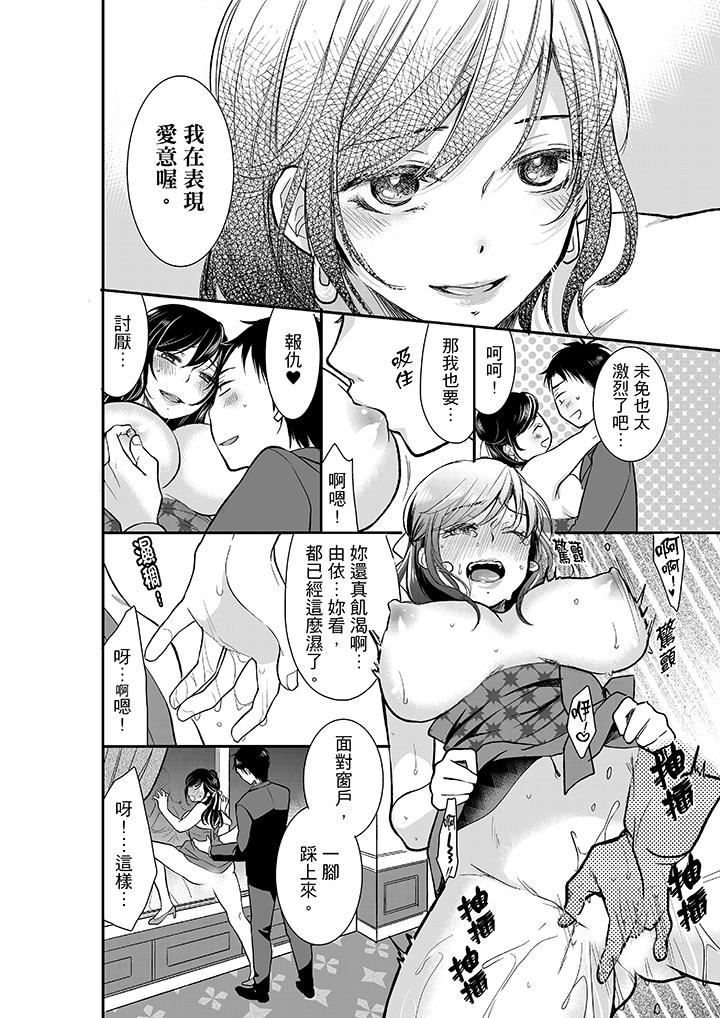 我在表現
愛意喔。
未免也太
激烈了吧…
呵呵!
那我也要…
吸住
報仇♥
討厭…
啊嗯!
啊啊!♥
驚顫
驚顫
咿♡
啊!
抽插
抽插
抽插
抽插
妳還真飢渴啊…
由依…妳看,
都已經這麼濕了。
濕稠…
呀…啊嗯!
面對窗戶,
一腳
踩上來。
呀!…這樣…